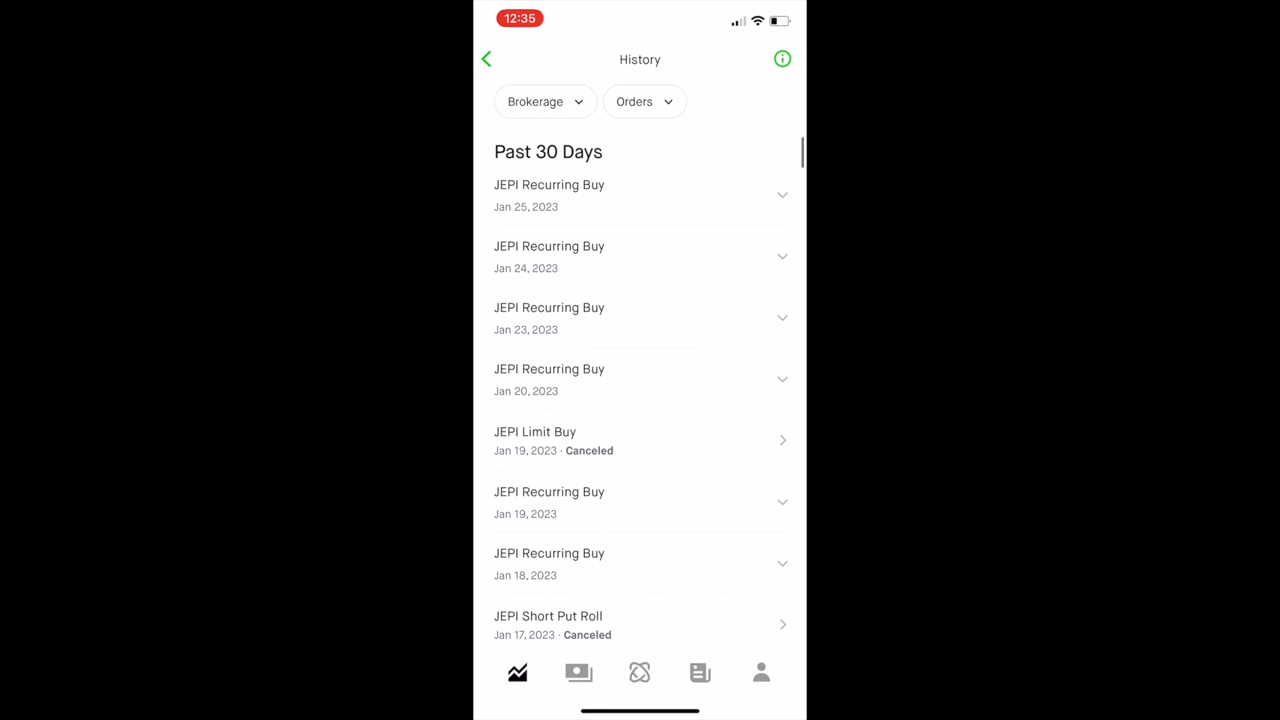 12:35
History
Brokerage
Orders
Past 30 Days
JEPI Recurring Buy
Jan 25, 2023
JEPI Recurring Buy
Jan 24, 2023
JEPI Recurring Buy
Jan 23, 2023
JEPI Recurring Buy
Jan 20, 2023
JEPI Limit Buy
Jan 19, 2023 · Canceled
JEPI Recurring Buy
Jan 19, 2023
JEPI Recurring Buy
Jan 18, 2023
JEPI Short Put Roll
Jan 17, 2023 · Canceled